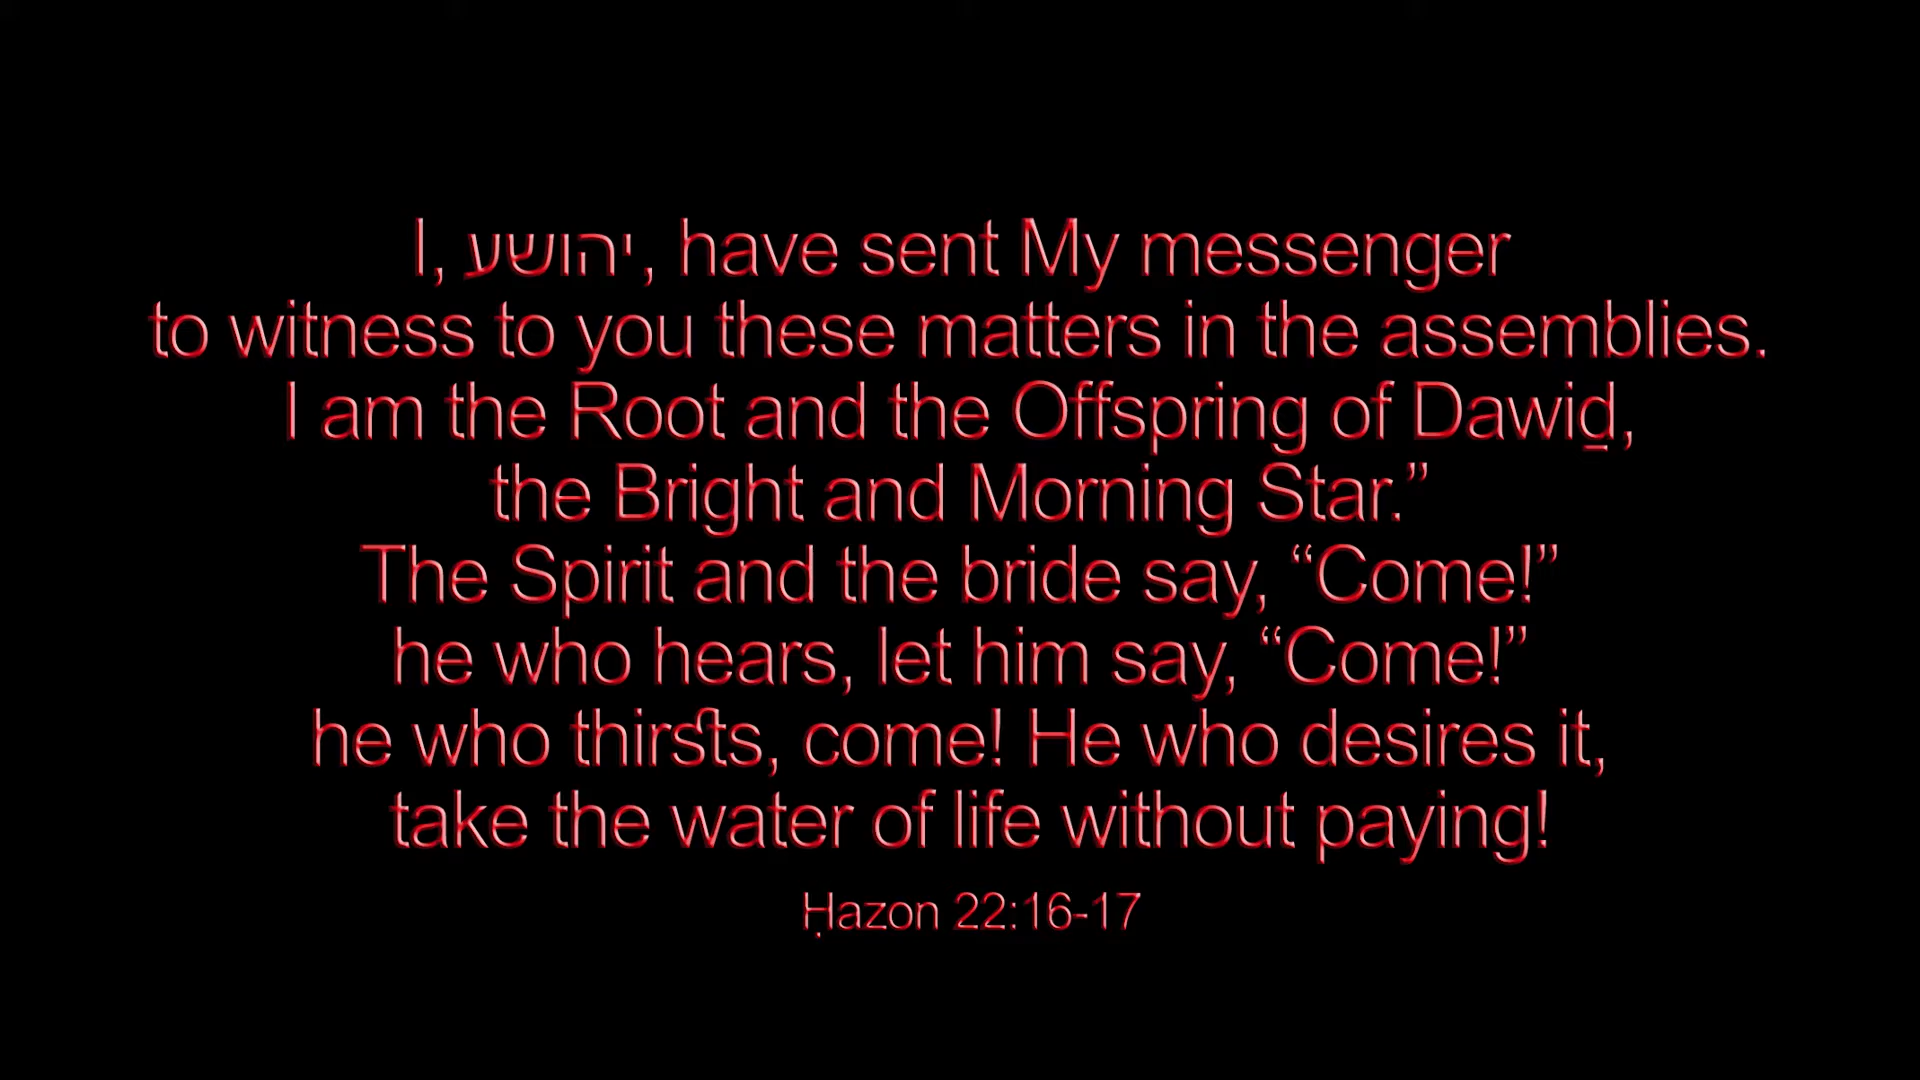 I, יהושע, have sent My messenger
to witness to you these matters in the assemblies.
I am the Root and the Offspring of Dawiḏ,
the Bright and Morning Star.”
The Spirit and the bride say, “Come!”
he who hears, let him say, “Come!”
he who thirsts, come! He who desires it,
take the water of life without paying!
Ḥazon 22:16-17